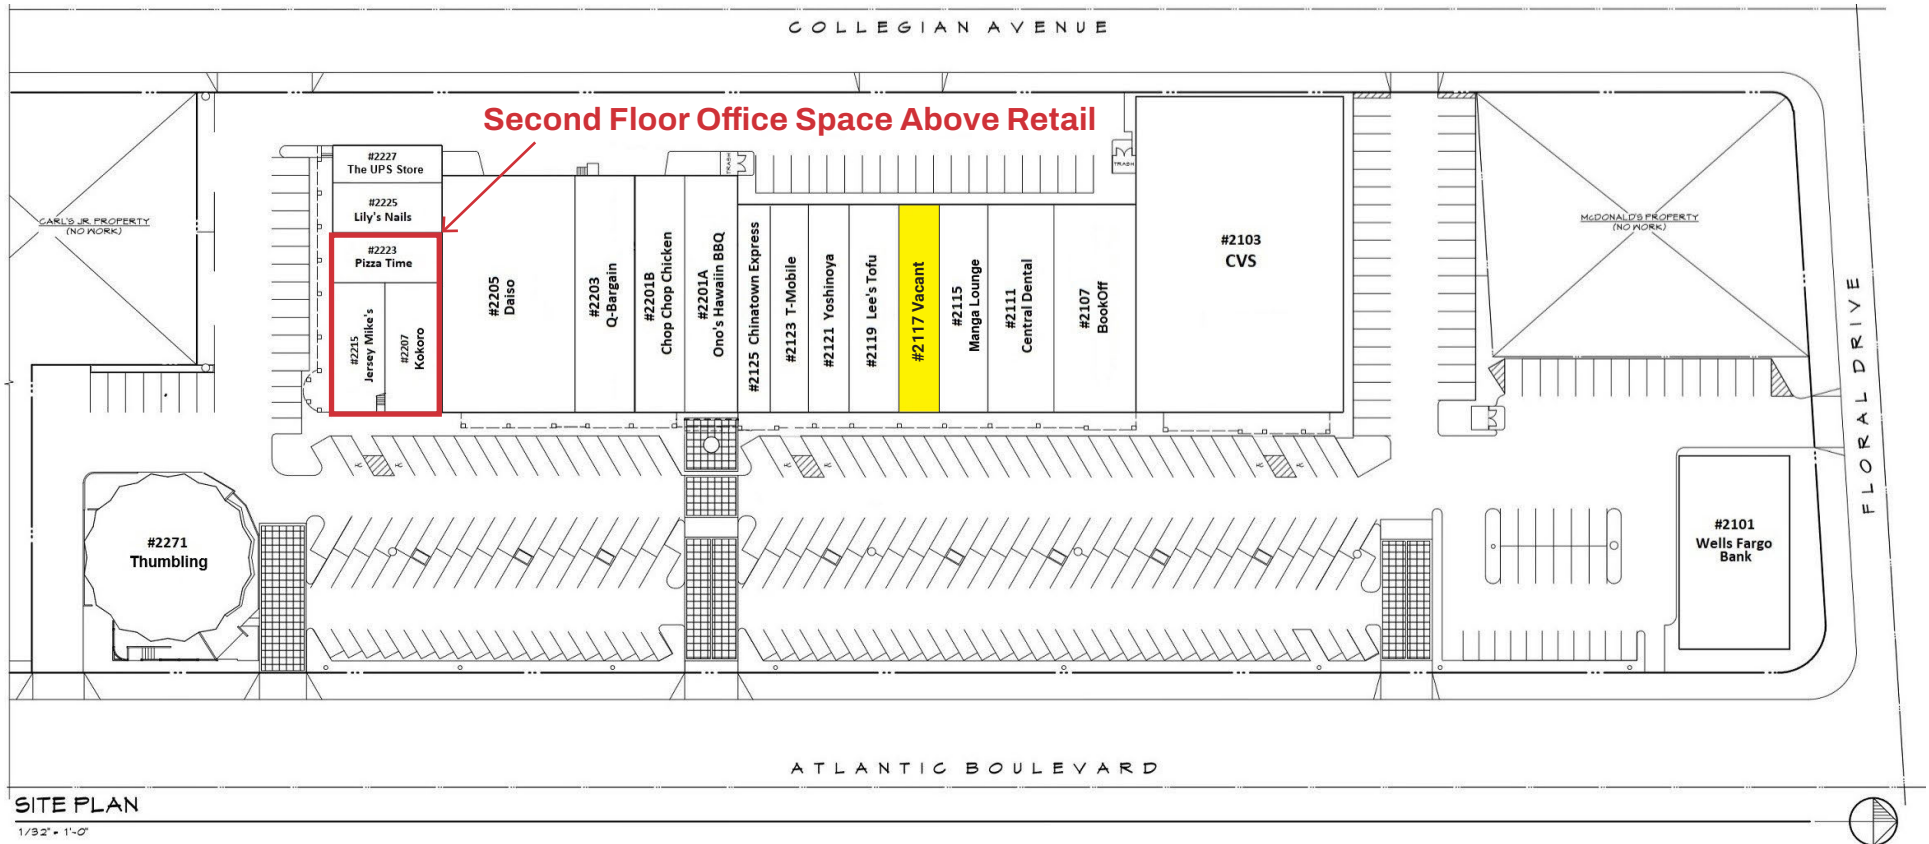 COLLEGIAN AVENUE
Second Floor Office Space Above Retail
#2227
The UPS Store
#2225
Lily's Nails
#2223
Pizza Time
#2215
Jersey Mike's
#2207
Kokoro
#2205
Daiso
#2203
Q-Bargain
#2201B
Chop Chop Chicken
#2201A
Ono's Hawaiin BBQ
#2125 Chinatown Express
#2123 T-Mobile
#2121 Yoshinoya
#2119 Lee's Tofu
#2117 Vacant
#2115
Manga Lounge
#2111
Central Dental
#2107
BookOff
#2103
CVS
TRASH
TRASH
CARL'S JR. PROPERTY
(NO WORK)
McDONALD'S PROPERTY
(NO WORK)
FLORAL DRIVE
#2271
Thumbling
#2101
Wells Fargo
Bank
ATLANTIC BOULEVARD
SITE PLAN
1/32" = 1'-0"